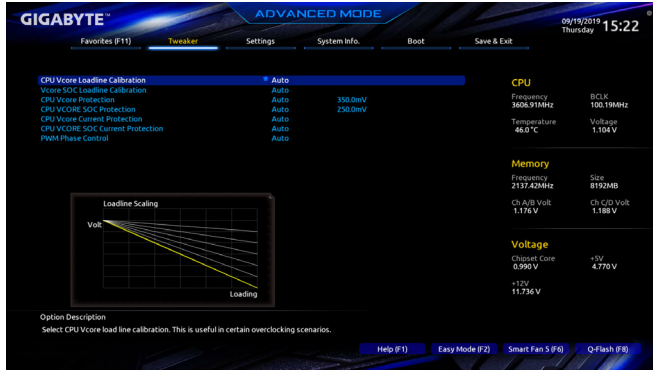 GIGABYTE™
ADVANCED MODE
09/19/2019 15:22
Thursday
Favorites (F11) Tweaker Settings System Info. Boot Save & Exit
CPU Vcore Loadline Calibration * Auto
Vcore SOC Loadline Calibration Auto
CPU Vcore Protection Auto 350.0mV
CPU VCORE SOC Protection Auto 250.0mV
CPU Vcore Current Protection Auto
CPU VCORE SOC Current Protection Auto
PWM Phase Control Auto
CPU
Frequency BCLK
3606.91MHz 100.19MHz
Temperature Voltage
46.0 °C 1.104 V
Memory
Frequency Size
2137.42MHz 8192MB
Ch A/B Volt Ch C/D Volt
1.176 V 1.188 V
Voltage
Chipset Core +5V
0.990 V 4.770 V
+12V
11.736 V
Loadline Scaling
Volt
Loading
Option Description
Select CPU Vcore load line calibration. This is useful in certain overclocking scenarios.
Help (F1) Easy Mode (F2) Smart Fan 5 (F6) Q-Flash (F8)